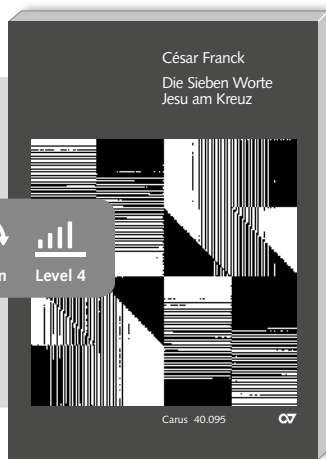 César Franck
Die Sieben Worte
Jesu am Kreuz
Level 4
Carus 40.095